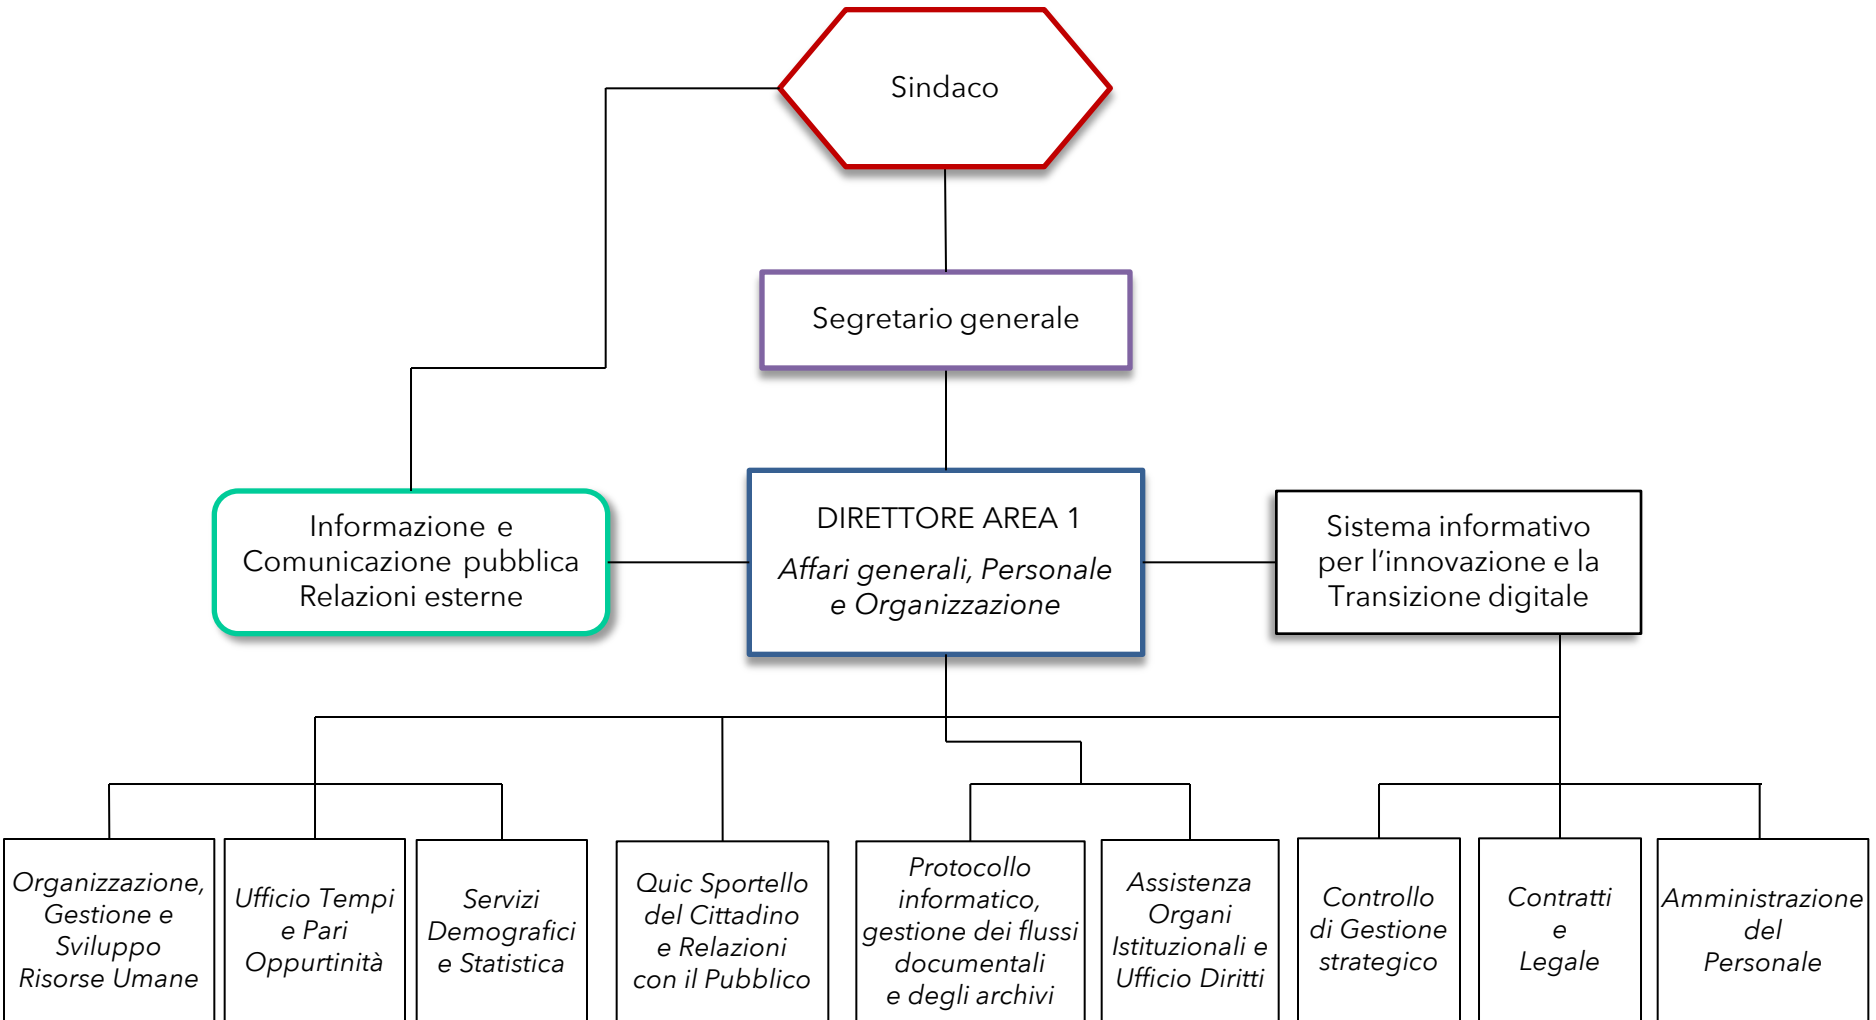 Sindaco
Segretario generale
Informazione e
Comunicazione pubblica
Relazioni esterne
DIRETTORE AREA 1
Affari generali, Personale
e Organizzazione
Sistema informativo
per l’innovazione e la
Transizione digitale
Organizzazione,
Gestione e
Sviluppo
Risorse Umane
Ufficio Tempi
e Pari
Oppurtinità
Servizi
Demografici
e Statistica
Quic Sportello
del Cittadino
e Relazioni
con il Pubblico
Protocollo
informatico,
gestione dei flussi
documentali
e degli archivi
Assistenza
Organi
Istituzionali e
Ufficio Diritti
Controllo
di Gestione
strategico
Contratti
e
Legale
Amministrazione
del
Personale